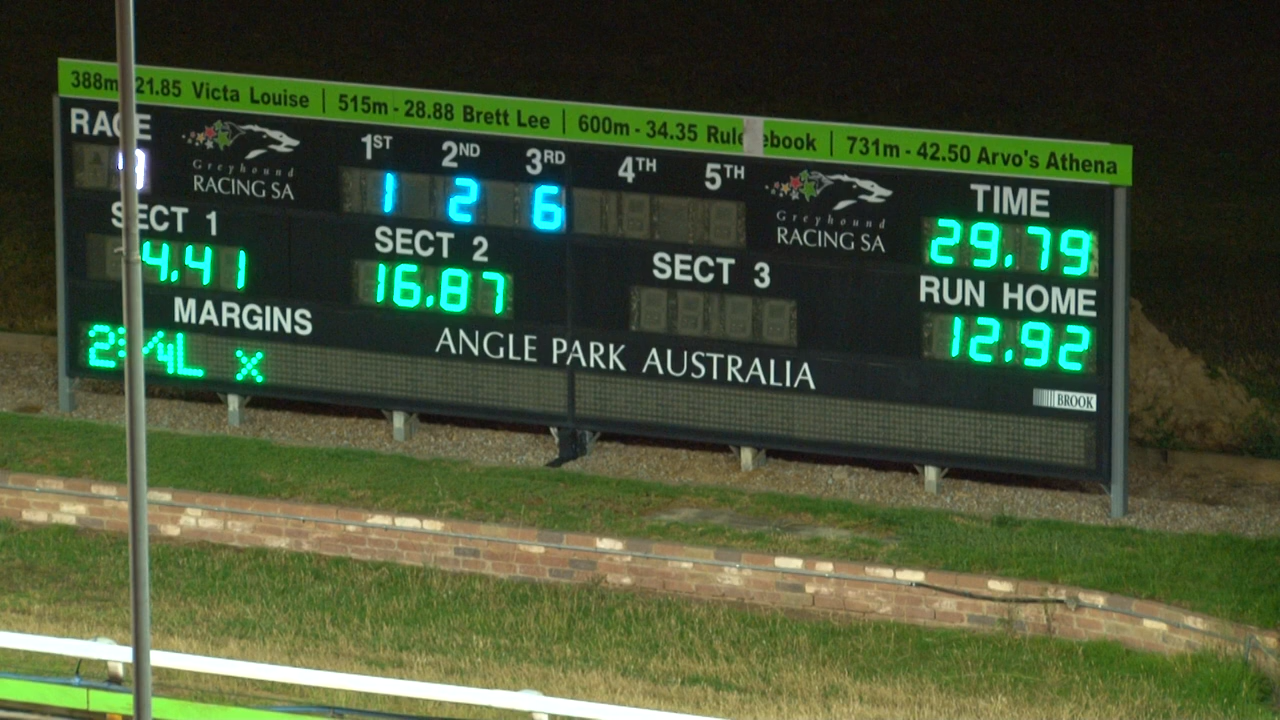 388m 21.85 Victa Louise | 515m - 28.88 Brett Lee | 600m - 34.35 Rule ebook | 731m - 42.50 Arvo's Athena
RACE
Greyhound
RACING SA
1ST 2ND 3RD 4TH 5TH
1 2 6
Greyhound
RACING SA
TIME
29.79
SECT 1
4.41
SECT 2
16.87
SECT 3
RUN HOME
12.92
MARGINS
2¾L x
ANGLE PARK AUSTRALIA
BROOK